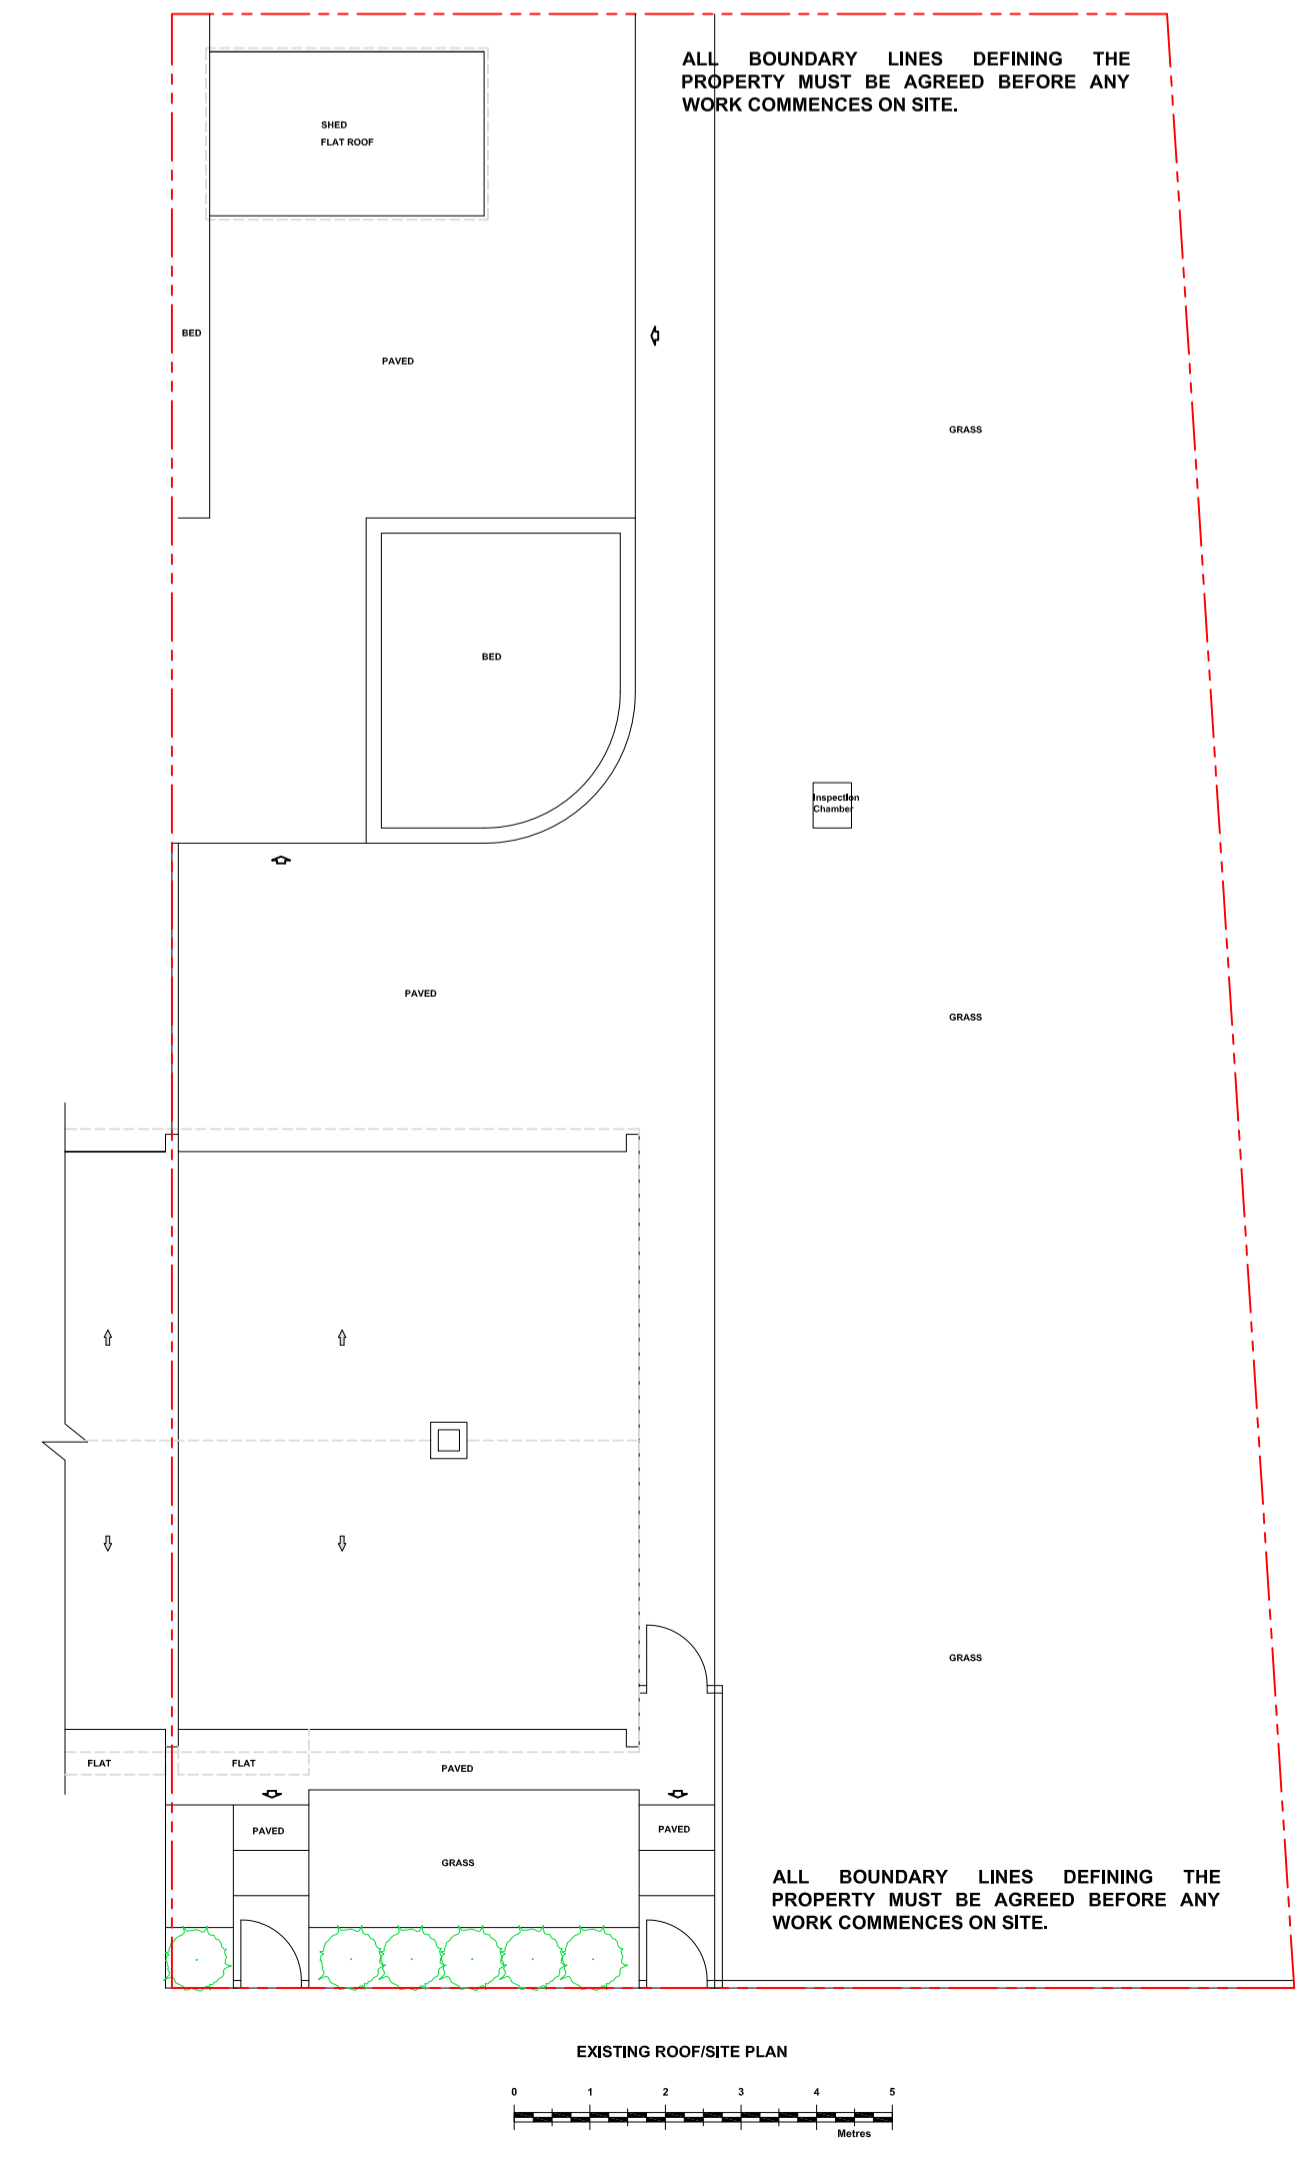 ALL BOUNDARY LINES DEFINING THE
PROPERTY MUST BE AGREED BEFORE ANY
WORK COMMENCES ON SITE.
SHED
FLAT ROOF
BED
PAVED
GRASS
BED
Inspection
Chamber
PAVED
GRASS
GRASS
FLAT
FLAT
PAVED
PAVED
PAVED
GRASS
ALL BOUNDARY LINES DEFINING THE
PROPERTY MUST BE AGREED BEFORE ANY
WORK COMMENCES ON SITE.
EXISTING ROOF/SITE PLAN
0 1 2 3 4 5
Metres